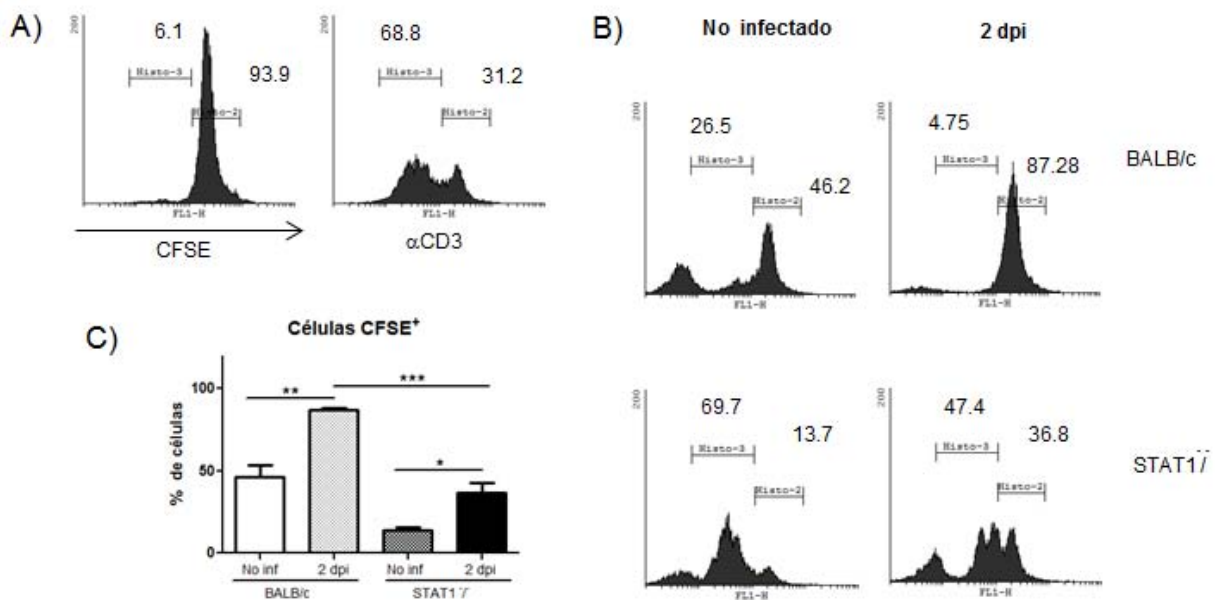 A)
200
6.1
Histo-3
93.9
Histo-2
FL1-H
CFSE
68.8
Histo-3
31.2
Histo-2
FL1-H
αCD3
B)
No infectado
2 dpi
200
26.5
Histo-3
46.2
Histo-2
FL1-H
200
4.75
Histo-3
87.28
Histo-2
FL1-H
BALB/c
200
69.7
Histo-3
13.7
Histo-2
FL1-H
200
47.4
Histo-3
36.8
Histo-2
FL1-H
STAT1-/-
C)
Células CFSE+
% de células
100
50
0
**
***
*
No inf
2 dpi
No inf
2 dpi
BALB/c
STAT1-/-